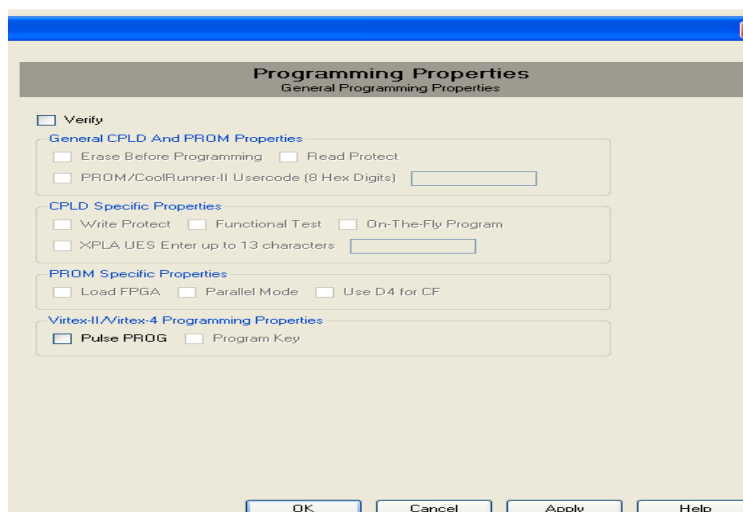 Programming Properties
General Programming Properties
Verify
General CPLD And PROM Properties
Erase Before Programming Read Protect
PROM/CoolRunner-II Usercode (8 Hex Digits)
CPLD Specific Properties
Write Protect Functional Test On-The-Fly Program
XPLA UES Enter up to 13 characters
PROM Specific Properties
Load FPGA Parallel Mode Use D4 for CF
Virtex-II/Virtex-4 Programming Properties
Pulse PROG Program Key
OK Cancel Apply Help